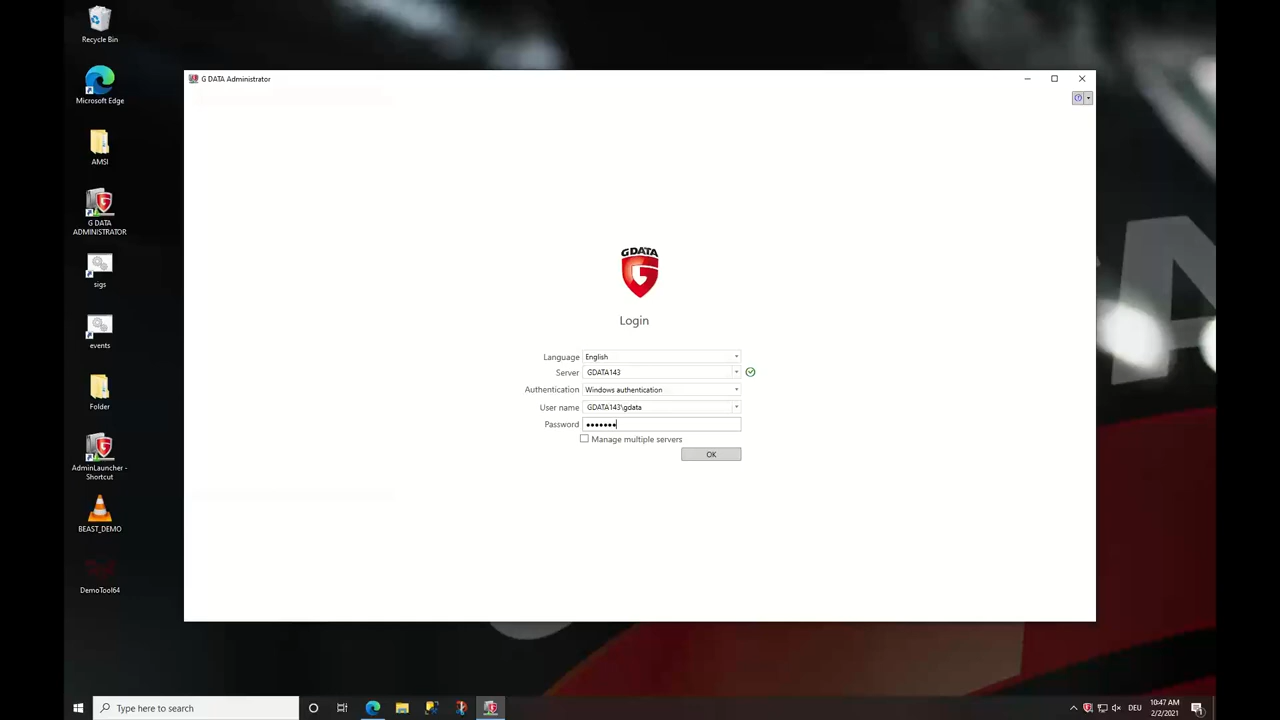 Recycle Bin
Microsoft Edge
AMSI
G DATA
ADMINISTRATOR
sigs
events
Folder
AdminLauncher -
Shortcut
BEAST_DEMO
DemoTool64
G DATA Administrator
GDATA
G
Login
Language English
Server GDATA143
Authentication Windows authentication
User name GDATA143\gdata
Password •••••••
Manage multiple servers
OK
Type here to search
DEU
10:47 AM
2/2/2021
1